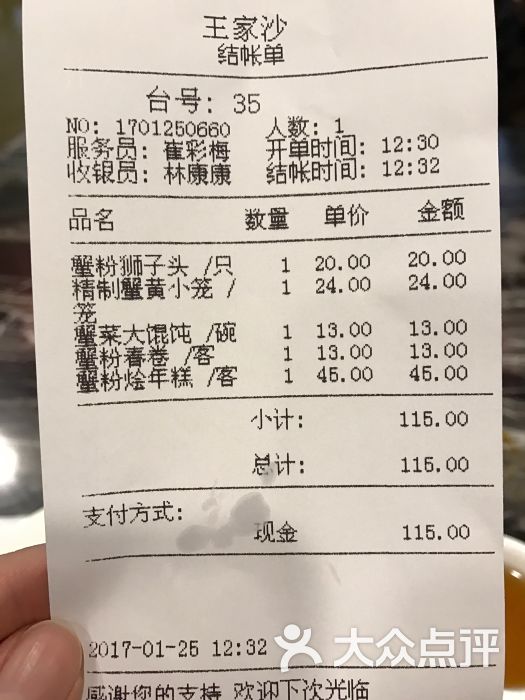 王家沙
结帐单
台号: 35
NO: 1701250660 人数: 1
服务员: 崔彩梅 开单时间: 12:30
收银员: 林康康 结帐时间: 12:32
品名 数量 单价 金额
蟹粉狮子头 /只 1 20.00 20.00
精制蟹黄小笼 / 1 24.00 24.00
笼
蟹菜大馄饨 /碗 1 13.00 13.00
蟹粉春卷 /客 1 13.00 13.00
蟹粉烩年糕 /客 1 45.00 45.00
小计: 115.00
总计: 115.00
支付方式:
现金 115.00
2017-01-25 12:32
感谢您的支持 欢迎下次光临
大众点评